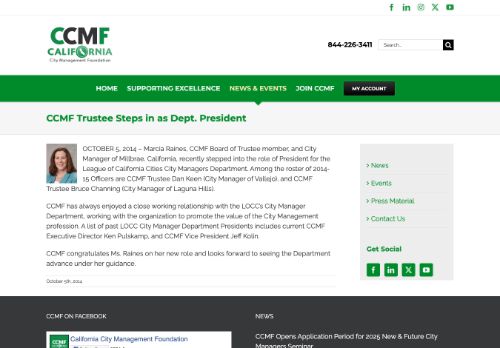 CCMF
CALIFORNIA
City Management Foundation
844-226-3411
Search...
HOME SUPPORTING EXCELLENCE NEWS & EVENTS JOIN CCMF MY ACCOUNT
CCMF Trustee Steps in as Dept. President
OCTOBER 5, 2014 – Marcia Raines, CCMF Board of Trustee member, and City
Manager of Millbrae, California, recently stepped into the role of President for the
League of California Cities City Managers Department. Among the roster of 2014-
15 Officers are CCMF Trustee Dan Keen (City Manager of Vallejo), and CCMF
Trustee Bruce Channing (City Manager of Laguna Hills).
CCMF has always enjoyed a close working relationship with the LOCC's City Manager
Department, working with the organization to promote the value of the City Management
profession. A list of past LOCC City Manager Department Presidents includes current CCMF
Executive Director Ken Pulskamp, and CCMF Vice President Jeff Kolin.
CCMF congratulates Ms. Raines on her new role and looks forward to seeing the Department
advance under her guidance.
October 5th, 2014
> News
> Events
> Press Material
> Contact Us
Get Social
CCMF ON FACEBOOK
California City Management Foundation
NEWS
CCMF Opens Application Period for 2025 New & Future City
Managers Seminar